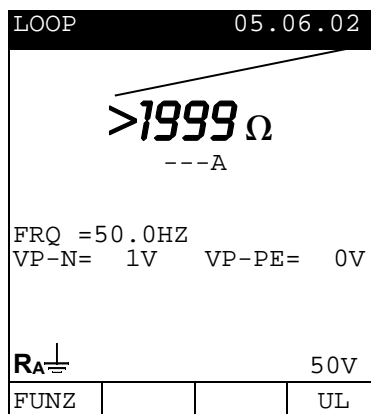 LOOP 05.06.02
>1999 Ω
---A
FRQ =50.0HZ
VP-N= 1V VP-PE= 0V
RA 50V
FUNZ UL